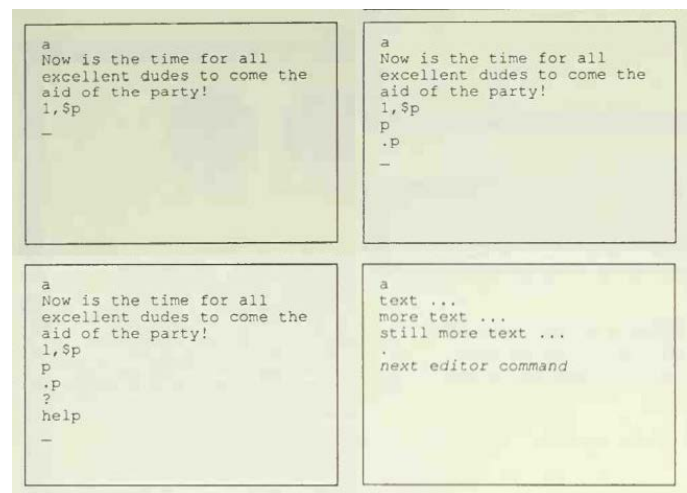 a
Now is the time for all
excellent dudes to come the
aid of the party!
1,$p
_
a
Now is the time for all
excellent dudes to come the
aid of the party!
1,$p
p
.p
_
a
Now is the time for all
excellent dudes to come the
aid of the party!
1,$p
p
.p
?
help
_
a
text ...
more text ...
still more text ...
.
next editor command